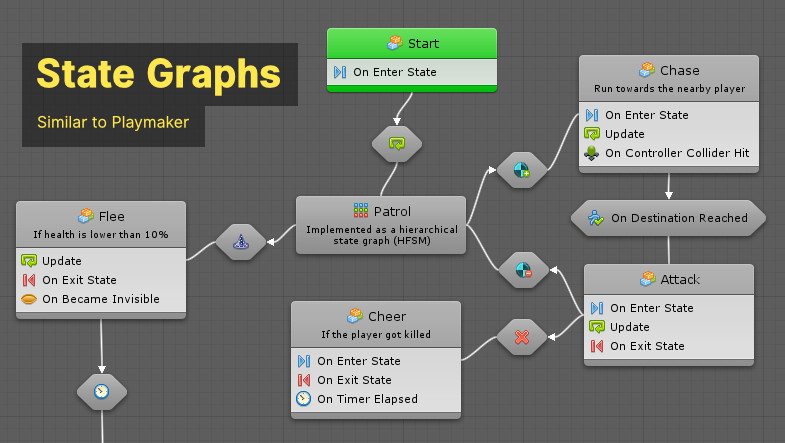 State Graphs
Similar to Playmaker
Start
On Enter State
Chase
Run towards the nearby player
On Enter State
Update
On Controller Collider Hit
Flee
If health is lower than 10%
Update
On Exit State
On Became Invisible
Patrol
Implemented as a hierarchical
state graph (HFSM)
On Destination Reached
Attack
On Enter State
Update
On Exit State
Cheer
If the player got killed
On Enter State
On Exit State
On Timer Elapsed